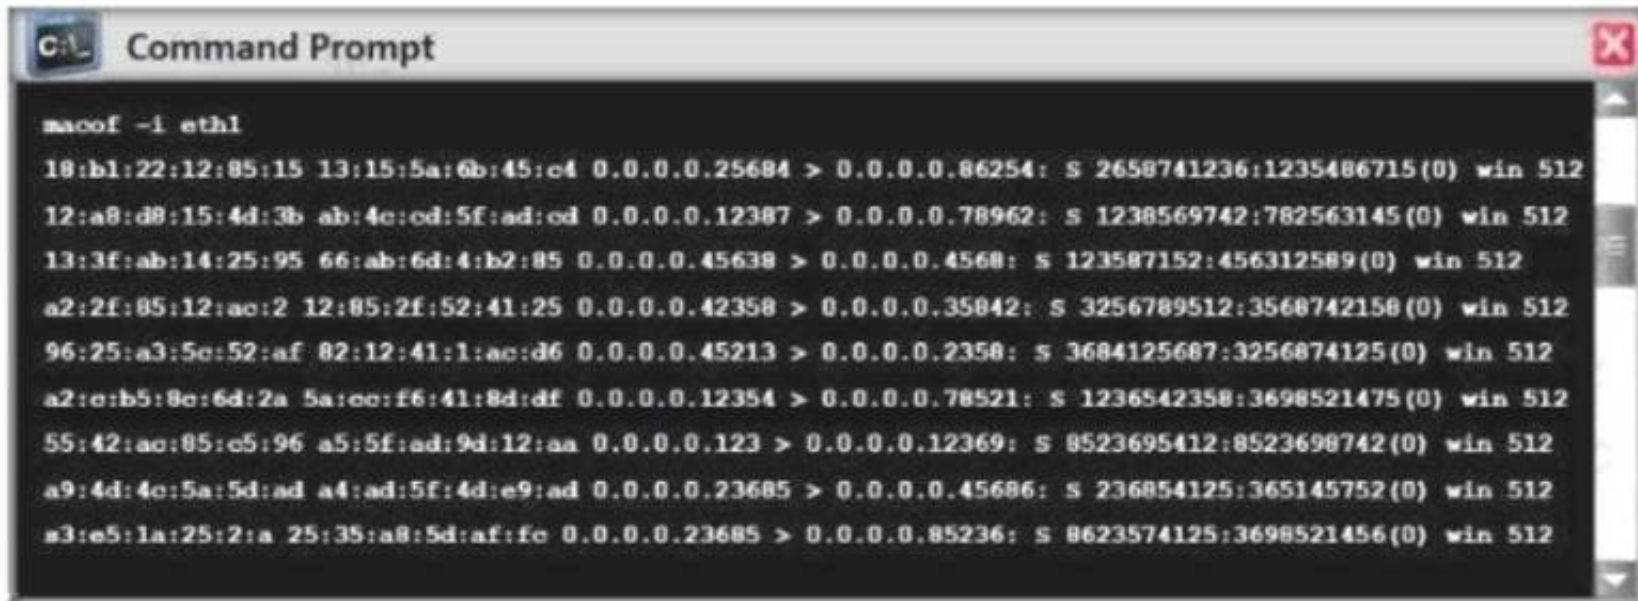 C:\_ Command Prompt
macof -i eth1
18:b1:22:12:85:15 13:15:5a:6b:45:c4 0.0.0.0.25684 > 0.0.0.0.86254: S 2658741236:1235486715(0) win 512
12:a8:d8:15:4d:3b ab:4c:cd:5f:ad:cd 0.0.0.0.12387 > 0.0.0.0.78962: S 1238569742:782563145(0) win 512
13:3f:ab:14:25:95 66:ab:6d:4:b2:85 0.0.0.0.45638 > 0.0.0.0.4568: S 123587152:456312589(0) win 512
a2:2f:85:12:ac:2 12:85:2f:52:41:25 0.0.0.0.42358 > 0.0.0.0.35842: S 3256789512:3568742158(0) win 512
96:25:a3:5c:52:af 82:12:41:1:ac:d6 0.0.0.0.45213 > 0.0.0.0.2358: S 3684125687:3256874125(0) win 512
a2:c:b5:8c:6d:2a 5a:cc:f6:41:8d:df 0.0.0.0.12354 > 0.0.0.0.78521: S 1236542358:3698521475(0) win 512
55:42:ac:85:c5:96 a5:5f:ad:9d:12:aa 0.0.0.0.123 > 0.0.0.0.12369: S 8523695412:8523698742(0) win 512
a9:4d:4c:5a:5d:ad a4:ad:5f:4d:e9:ad 0.0.0.0.23685 > 0.0.0.0.45686: S 236854125:365145752(0) win 512
a3:e5:1a:25:2:a 25:35:a8:5d:af:fc 0.0.0.0.23685 > 0.0.0.0.85236: S 8623574125:3698521456(0) win 512